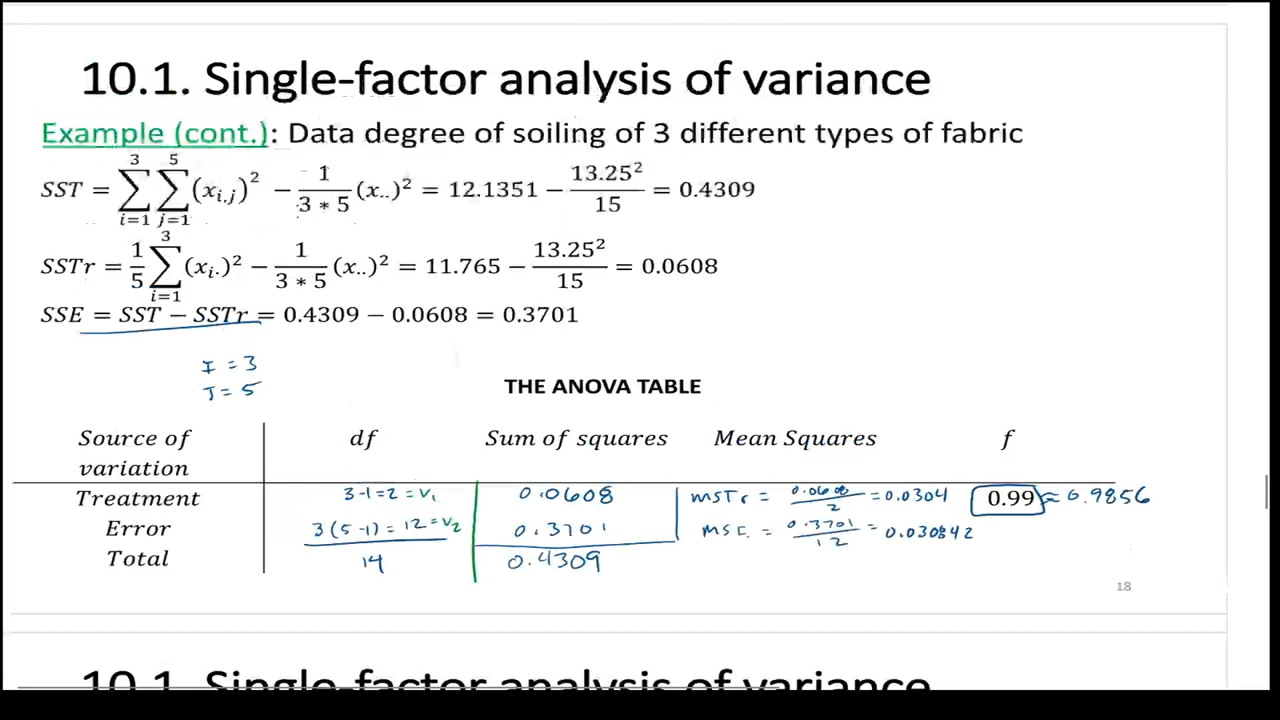 10.1. Single-factor analysis of variance
Example (cont.): Data degree of soiling of 3 different types of fabric
SST = ∑_{i=1}^{3} ∑_{j=1}^{5} (x_{i.j})² − 1/(3 * 5) (x..)² = 12.1351 − 13.25²/15 = 0.4309
SSTr = 1/5 ∑_{i=1}^{3} (x_{i}.)² − 1/(3 * 5) (x..)² = 11.765 − 13.25²/15 = 0.0608
SSE = SST − SSTr = 0.4309 − 0.0608 = 0.3701
I = 3
J = 5
THE ANOVA TABLE
Source of variation df Sum of squares Mean Squares f
Treatment 3-1=2 = V₁ 0.0608 MSTr = 0.0608/2 = 0.0304 0.99 ≈ 0.9856
Error 3(5-1) = 12 = V₂ 0.3701 MSE = 0.3701/12 = 0.030842
Total 14 0.4309
18
10.1. Single-factor analysis of variance